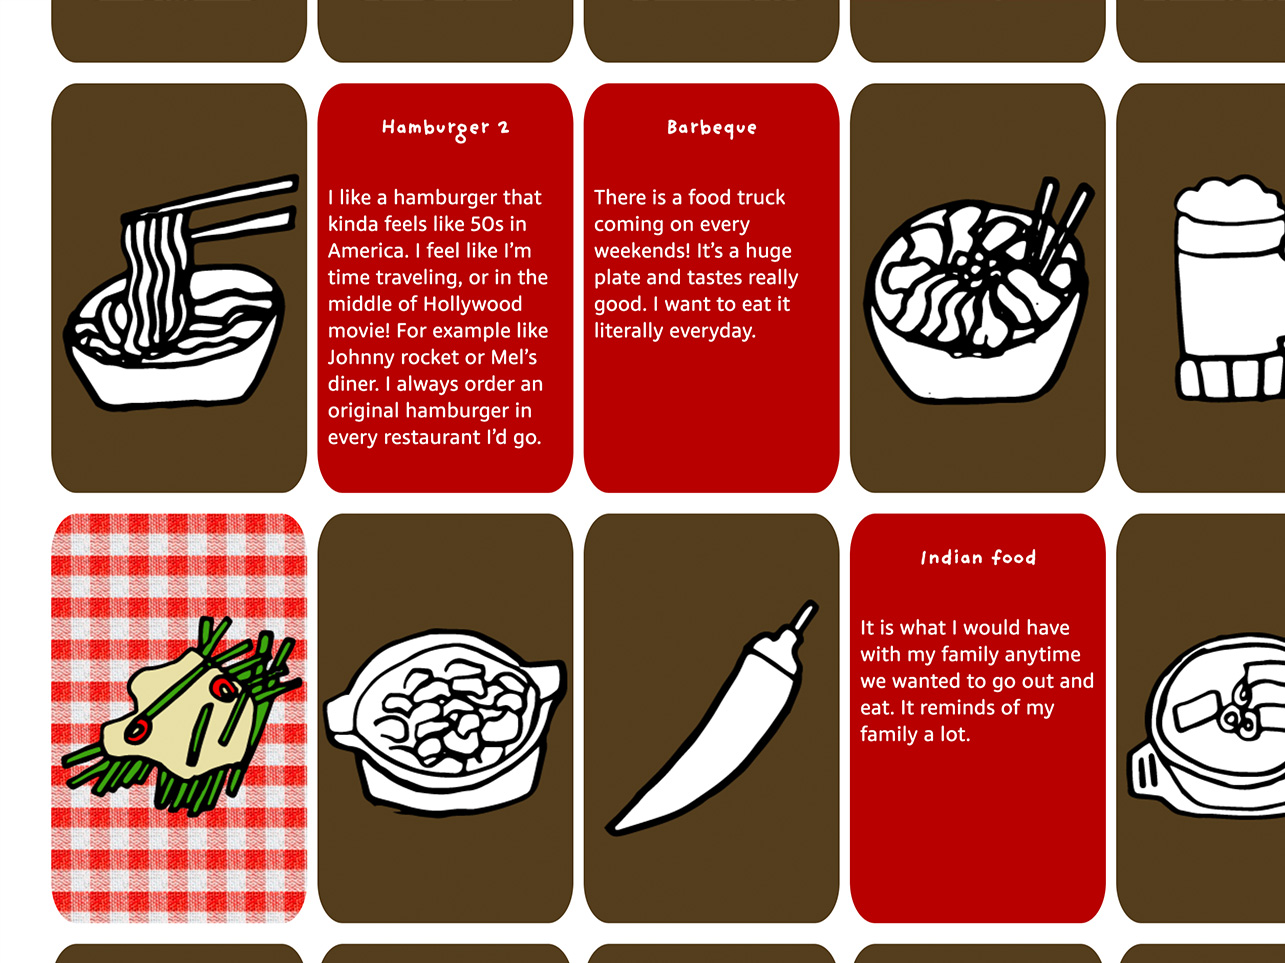 Hamburger 2
I like a hamburger that
kinda feels like 50s in
America. I feel like I’m
time traveling, or in the
middle of Hollywood
movie! For example like
Johnny rocket or Mel’s
diner. I always order an
original hamburger in
every restaurant I’d go.
Barbeque
There is a food truck
coming on every
weekends! It’s a huge
plate and tastes really
good. I want to eat it
literally everyday.
Indian food
It is what I would have
with my family anytime
we wanted to go out and
eat. It reminds of my
family a lot.